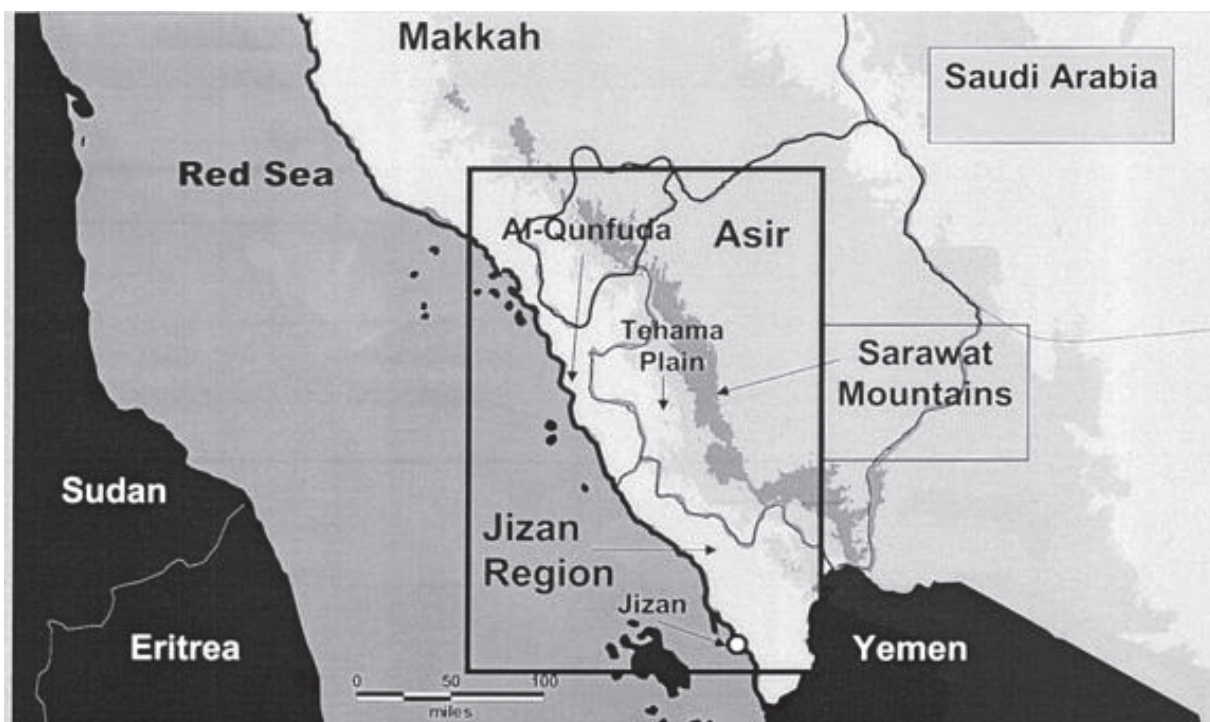 Makkah
Saudi Arabia
Red Sea
Al-Qunfuda
Asir
Tehama
Plain
Sarawat
Mountains
Sudan
Jizan
Region
Jizan
Eritrea
Yemen
0 50 100
miles